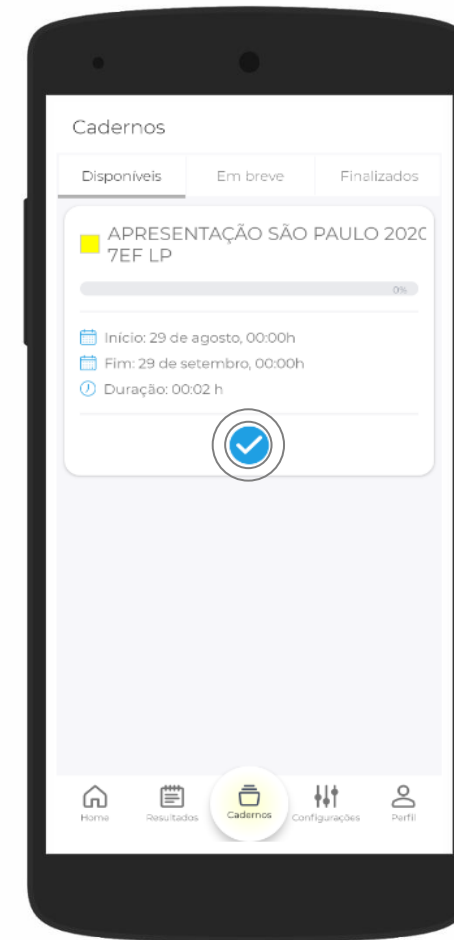 Cadernos
Disponíveis Em breve Finalizados
APRESENTAÇÃO SÃO PAULO 2020
7EF LP
0%
Início: 29 de agosto, 00:00h
Fim: 29 de setembro, 00:00h
Duração: 00:02 h
Home Resultados Cadernos Configurações Perfil